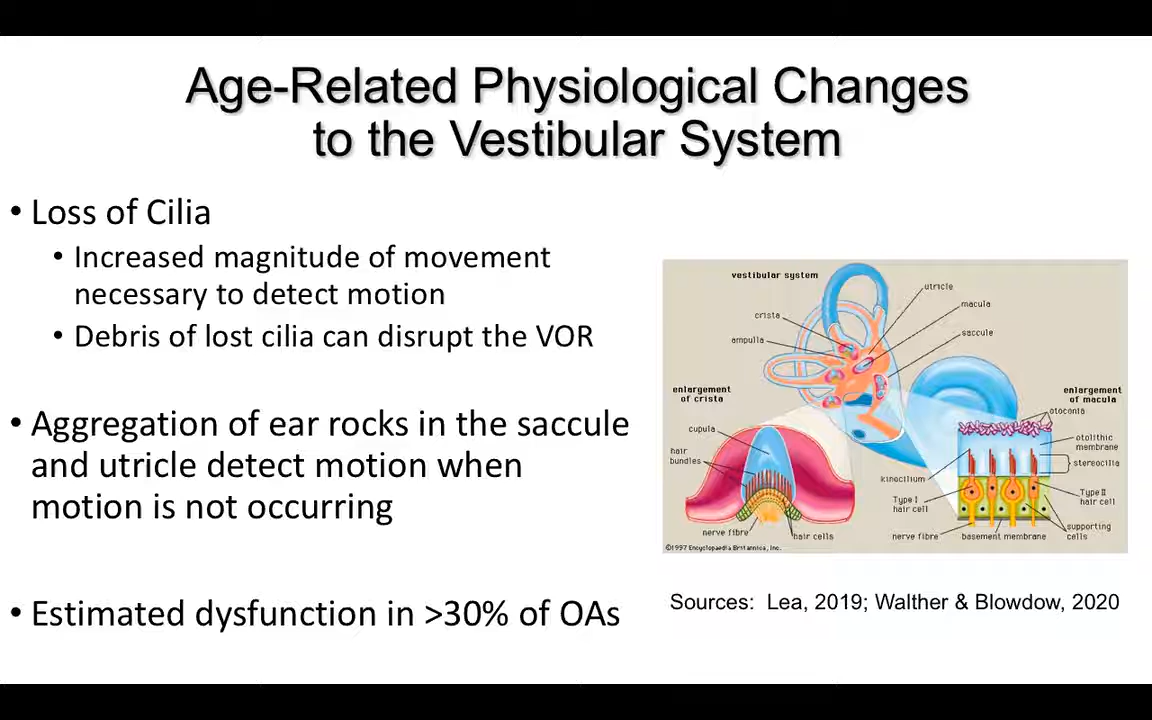 Age-Related Physiological Changes
to the Vestibular System
• Loss of Cilia
• Increased magnitude of movement
necessary to detect motion
• Debris of lost cilia can disrupt the VOR
• Aggregation of ear rocks in the saccule
and utricle detect motion when
motion is not occurring
• Estimated dysfunction in >30% of OAs
vestibular system
utricle
macula
crista
saccule
ampulla
enlargement
of crista
enlargement
of macula
otoconia
cupula
otolithic
membrane
hair
bundles
stereocilia
kinocilium
Type I
hair cell
Type II
hair cell
supporting
cells
nerve fibre
hair cells
nerve fibre
basement membrane
©1997 Encyclopaedia Britannica, Inc.
Sources: Lea, 2019; Walther & Blowdow, 2020